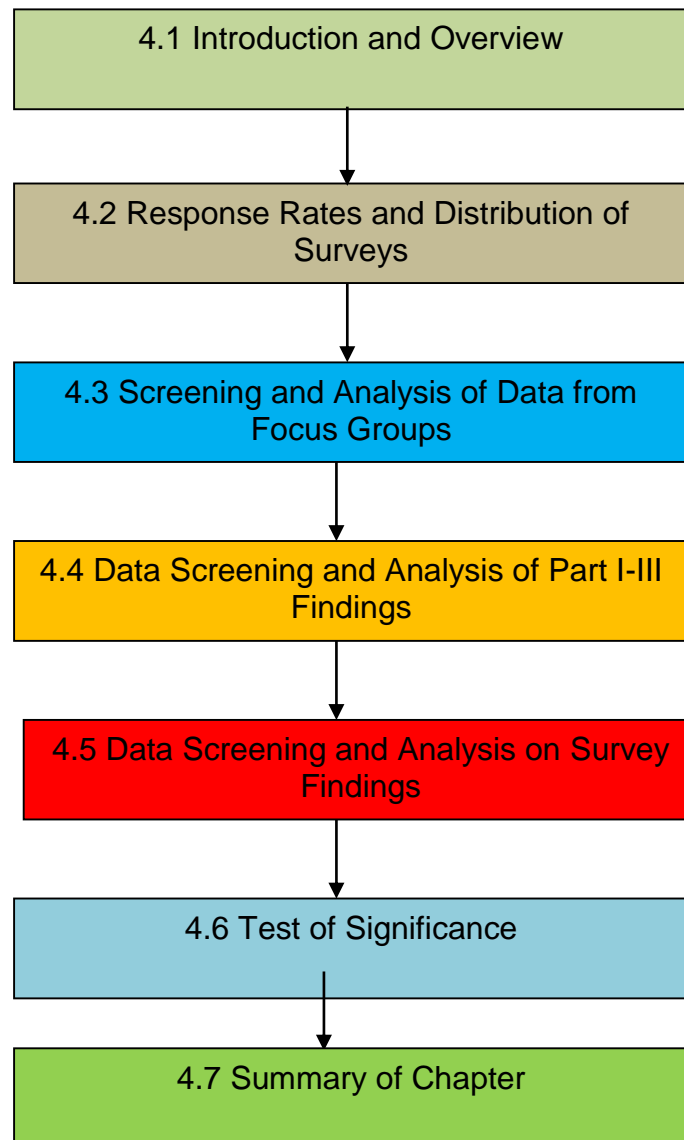 4.1 Introduction and Overview
4.2 Response Rates and Distribution of
Surveys
4.3 Screening and Analysis of Data from
Focus Groups
4.4 Data Screening and Analysis of Part I-III
Findings
4.5 Data Screening and Analysis on Survey
Findings
4.6 Test of Significance
4.7 Summary of Chapter